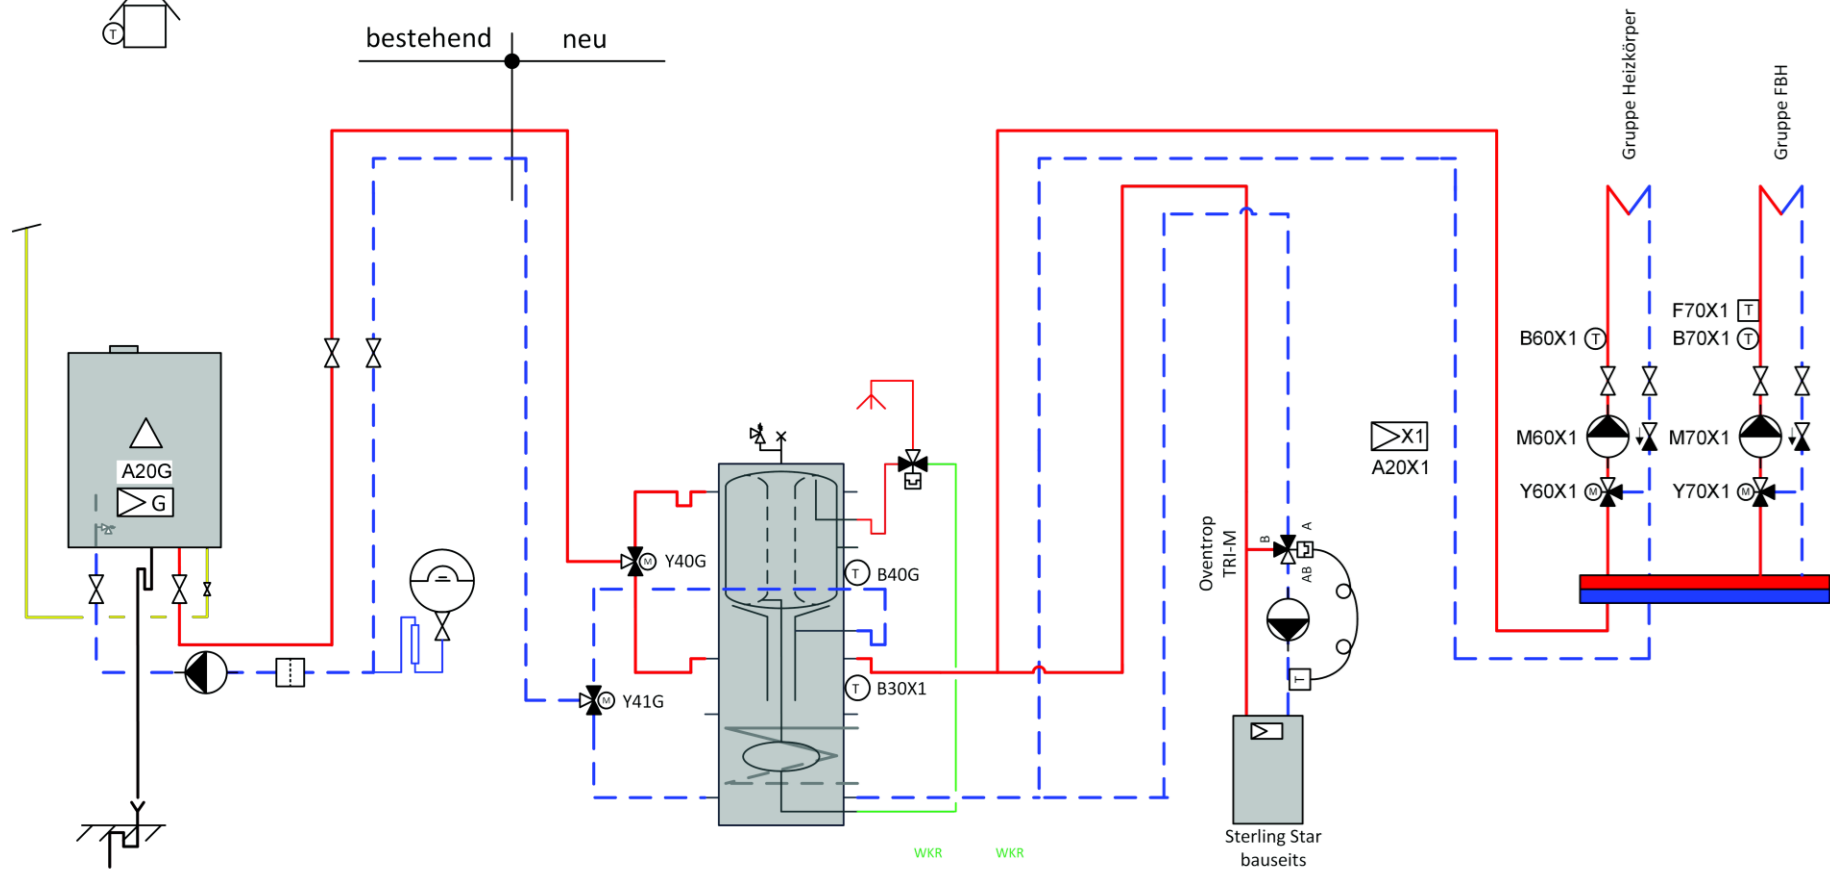 T
bestehend
neu
Gruppe Heizkörper
Gruppe FBH
F70X1 T
B60X1 T
B70X1 T
X1
A20X1
M60X1
M70X1
Y60X1 M
Y70X1 M
A20G
G
Oventrop
TRI-M
B
A
AB
M Y40G
T B40G
T B30X1
M Y41G
T
Sterling Star
bauseits
WKR
WKR